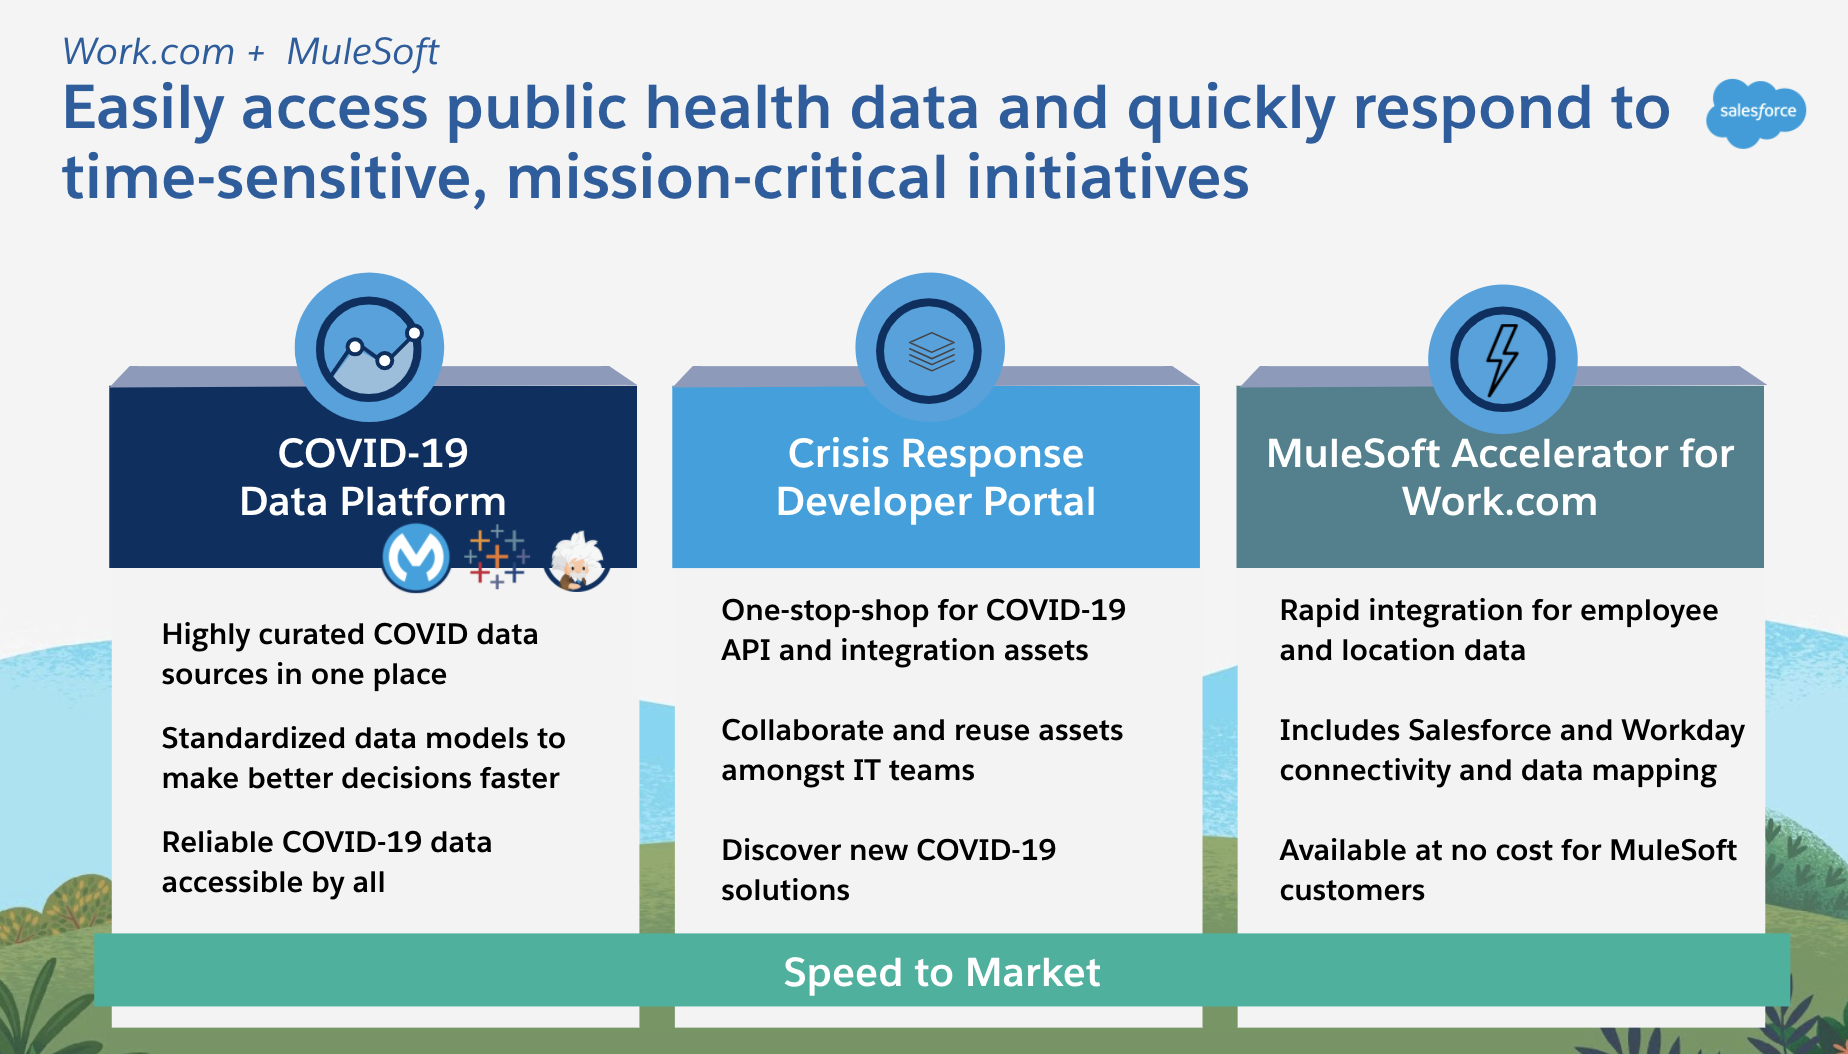 Work.com + MuleSoft
Easily access public health data and quickly respond to
time-sensitive, mission-critical initiatives
salesforce
COVID-19
Data Platform
Highly curated COVID data
sources in one place
Standardized data models to
make better decisions faster
Reliable COVID-19 data
accessible by all
Crisis Response
Developer Portal
One-stop-shop for COVID-19
API and integration assets
Collaborate and reuse assets
amongst IT teams
Discover new COVID-19
solutions
MuleSoft Accelerator for
Work.com
Rapid integration for employee
and location data
Includes Salesforce and Workday
connectivity and data mapping
Available at no cost for MuleSoft
customers
Speed to Market